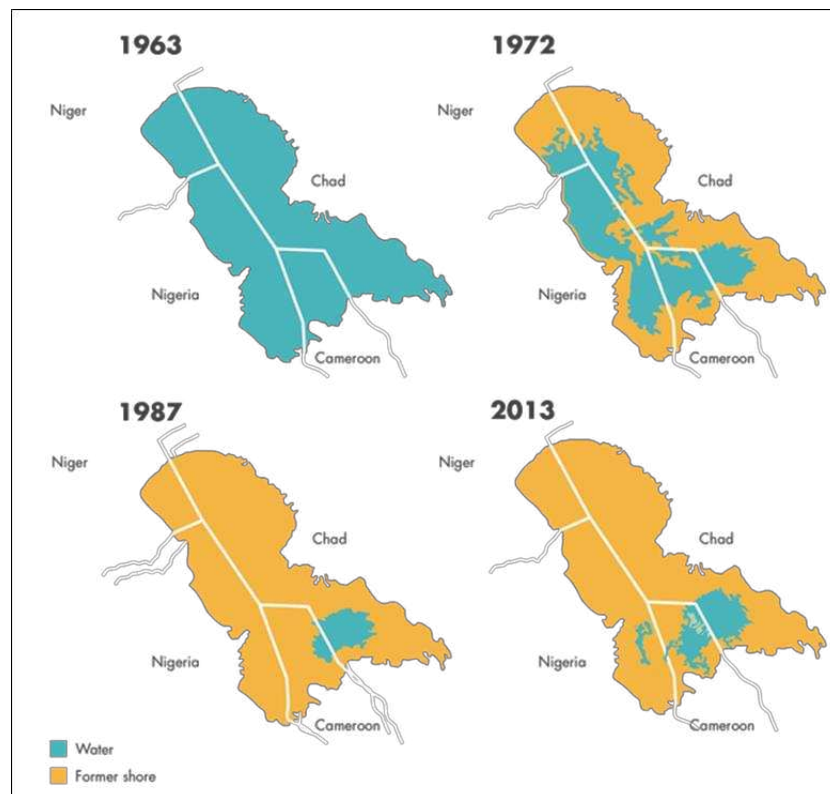 1963
Niger
Chad
Nigeria
Cameroon
1972
Niger
Chad
Nigeria
Cameroon
1987
Niger
Chad
Nigeria
Cameroon
2013
Niger
Chad
Nigeria
Cameroon
Water
Former shore